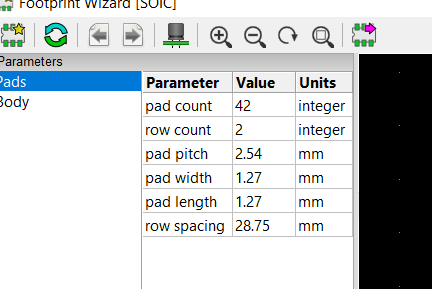 Footprint Wizard [SOIC]
Parameters
Pads
Body
Parameter Value Units
pad count 42 integer
row count 2 integer
pad pitch 2.54 mm
pad width 1.27 mm
pad length 1.27 mm
row spacing 28.75 mm